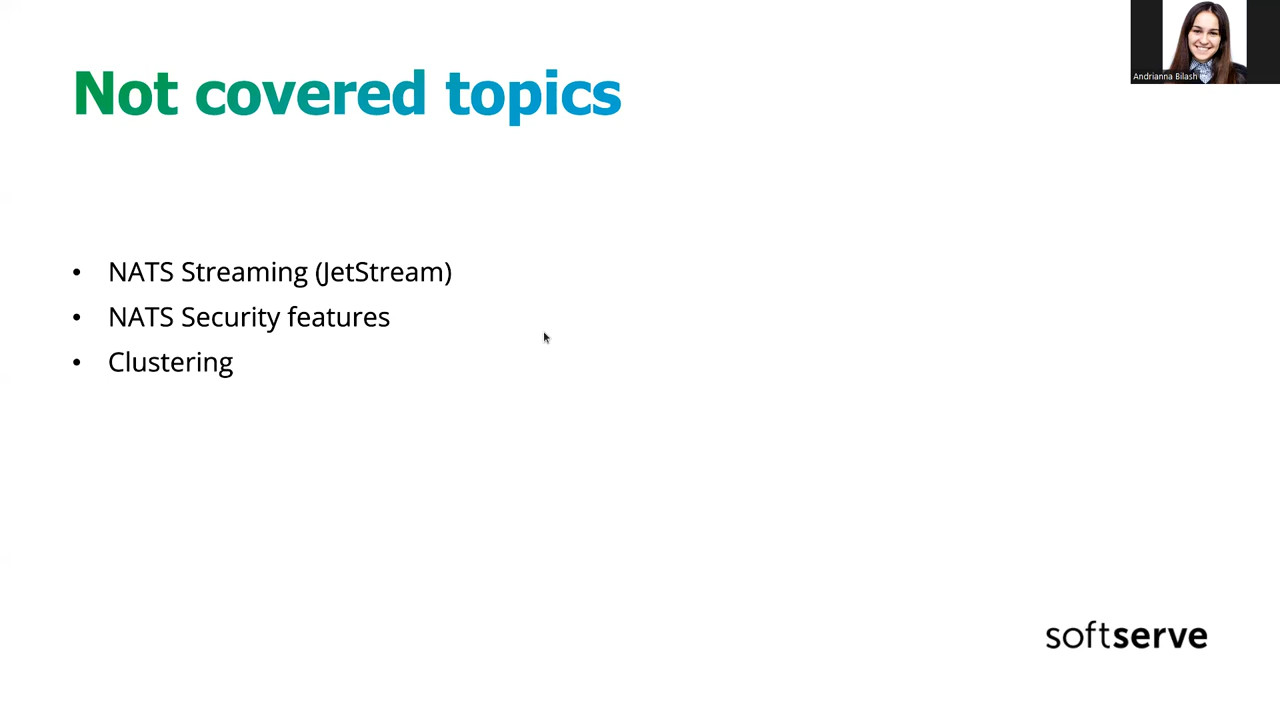 Not covered topics
Andrianna Bilash
• NATS Streaming (JetStream)
• NATS Security features
• Clustering
softserve